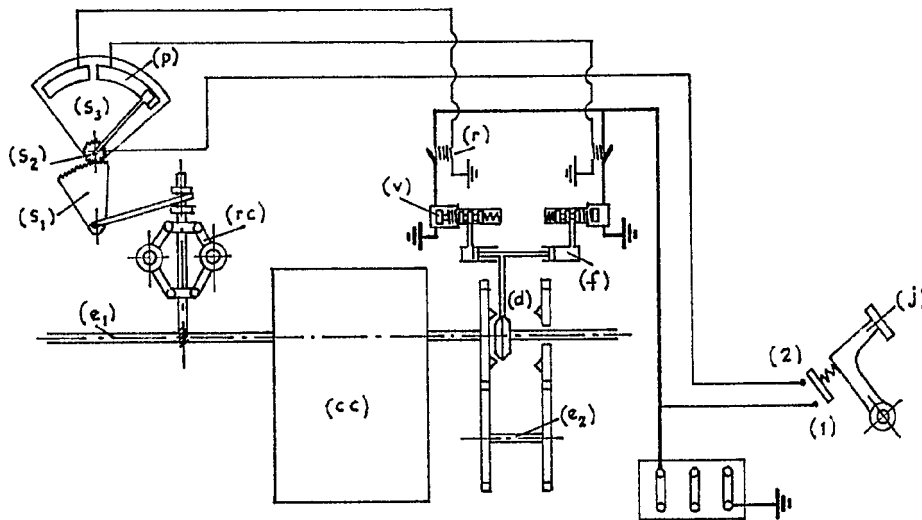 (p)
(s₃)
(s₂)
(s₁)
(r)
(v)
(rc)
(f)
(d)
(e₁)
(cc)
(e₂)
(j)
(2)
(1)